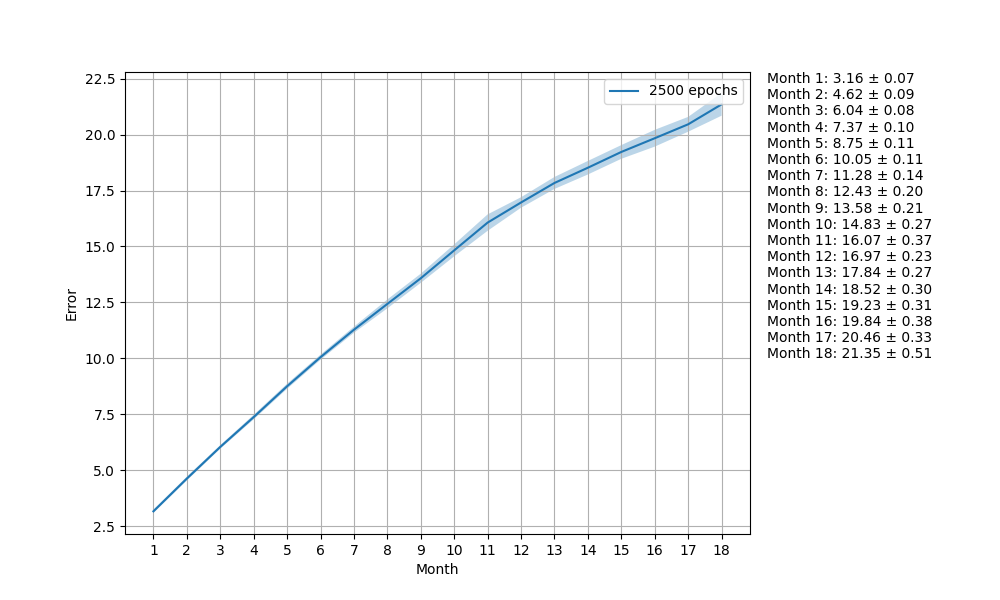 22.5
20.0
17.5
15.0
12.5
10.0
7.5
5.0
2.5
Error
1 2 3 4 5 6 7 8 9 10 11 12 13 14 15 16 17 18
Month
2500 epochs
Month 1: 3.16 ± 0.07
Month 2: 4.62 ± 0.09
Month 3: 6.04 ± 0.08
Month 4: 7.37 ± 0.10
Month 5: 8.75 ± 0.11
Month 6: 10.05 ± 0.11
Month 7: 11.28 ± 0.14
Month 8: 12.43 ± 0.20
Month 9: 13.58 ± 0.21
Month 10: 14.83 ± 0.27
Month 11: 16.07 ± 0.37
Month 12: 16.97 ± 0.23
Month 13: 17.84 ± 0.27
Month 14: 18.52 ± 0.30
Month 15: 19.23 ± 0.31
Month 16: 19.84 ± 0.38
Month 17: 20.46 ± 0.33
Month 18: 21.35 ± 0.51